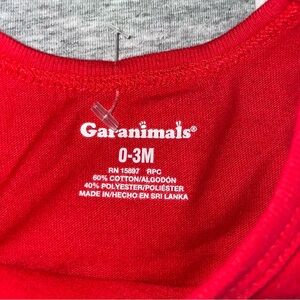 Garanimals®
0-3M
RN 15897 RPC
60% COTTON/ALGODÓN
40% POLYESTER/POLIÉSTER
MADE IN/HECHO EN SRI LANKA